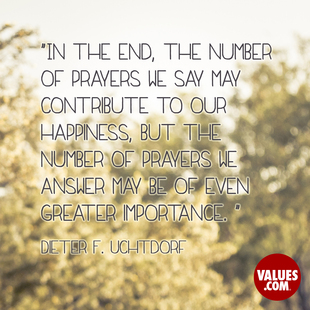 "IN THE END, THE NUMBER
OF PRAYERS WE SAY MAY
CONTRIBUTE TO OUR
HAPPINESS, BUT THE
NUMBER OF PRAYERS WE
ANSWER MAY BE OF EVEN
GREATER IMPORTANCE. "
DIETER F. UCHTDORF
VALUES
.COM